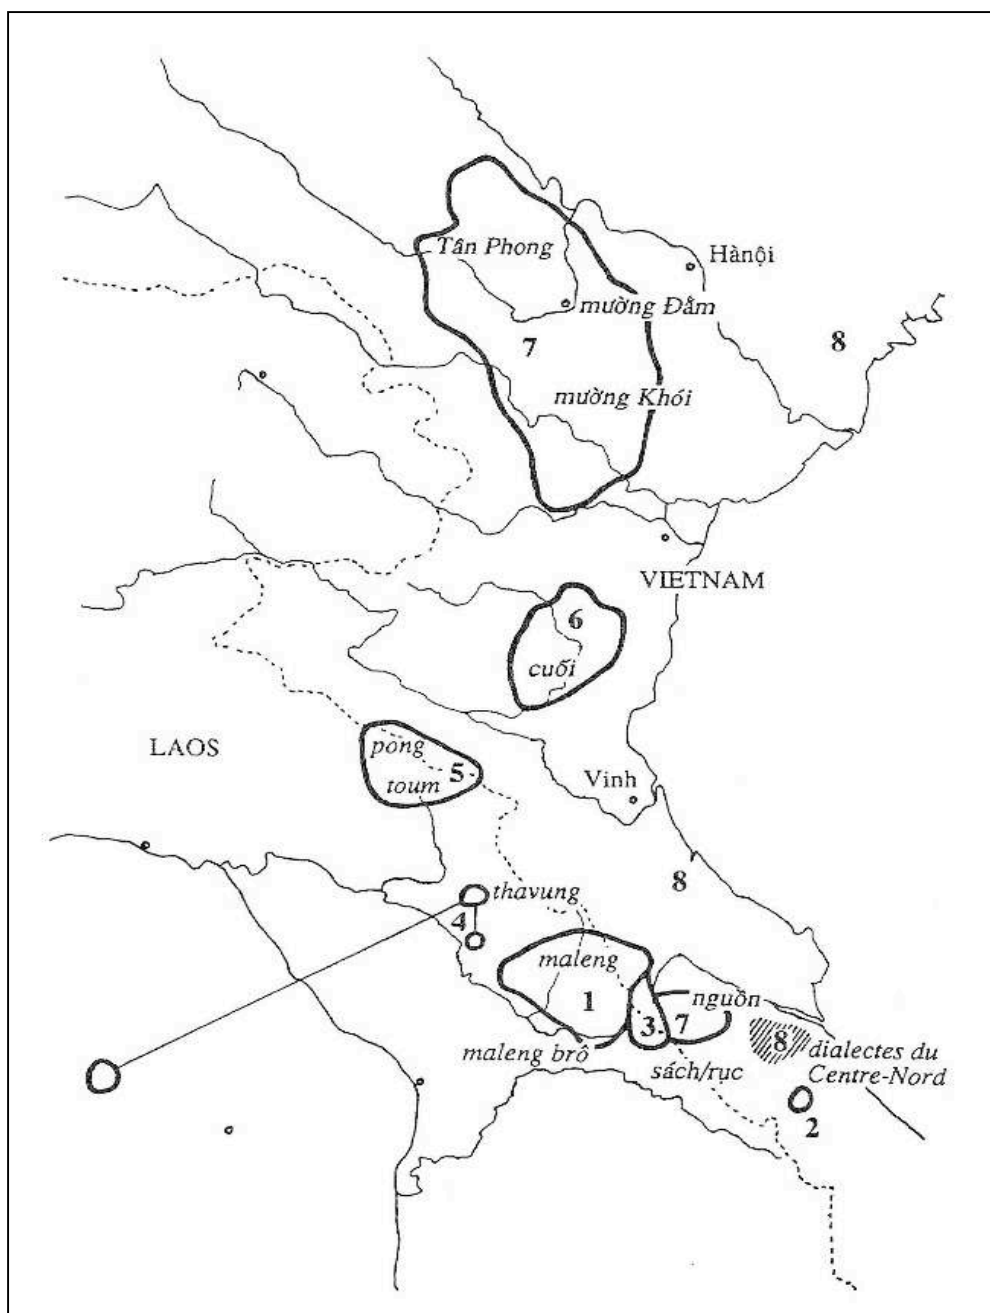 Tân Phong
Hànội
mường Đằm
7
8
mường Khói
VIETNAM
6
cuối
LAOS
pong
5
toum
Vinh
8
thavung
4
maleng
1
nguồn
3
7
8
maleng brô
dialectes du
Centre-Nord
sách/rục
2